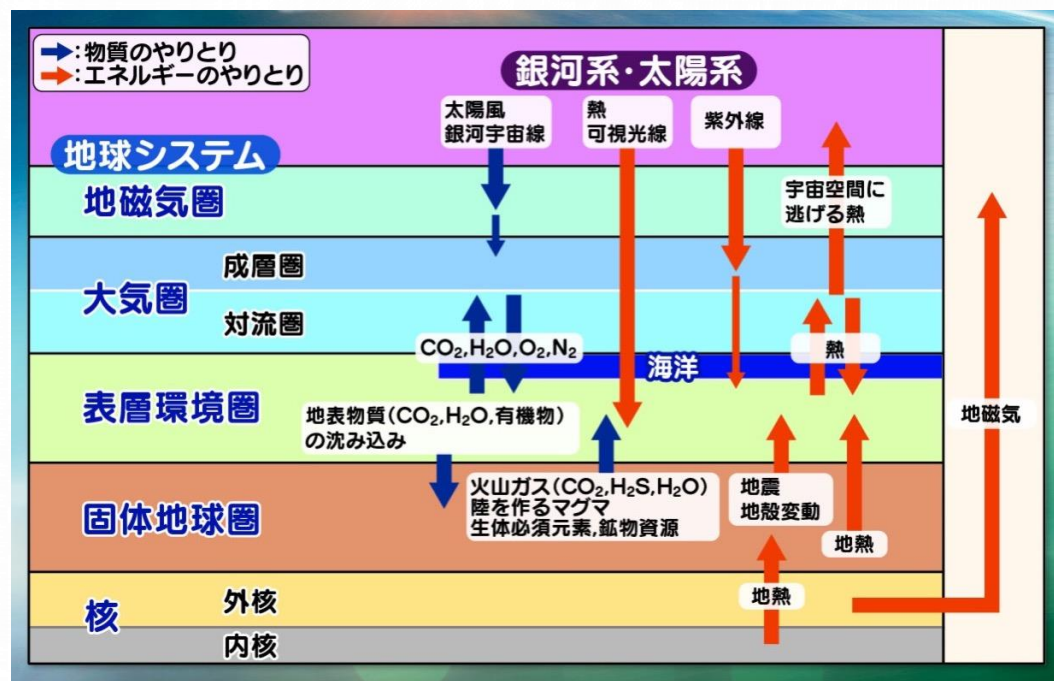 :物質のやりとり
:エネルギーのやりとり
銀河系・太陽系
太陽風
銀河宇宙線
熱
可視光線
紫外線
地球システム
地磁気圏
宇宙空間に
逃げる熱
成層圏
大気圏
対流圏
CO₂,H₂O,O₂,N₂
熱
海洋
表層環境圏
地表物質(CO₂,H₂O,有機物)
の沈み込み
地磁気
火山ガス(CO₂,H₂S,H₂O)
陸を作るマグマ
生体必須元素,鉱物資源
地震
地殻変動
固体地球圏
地熱
外核
地熱
核
内核